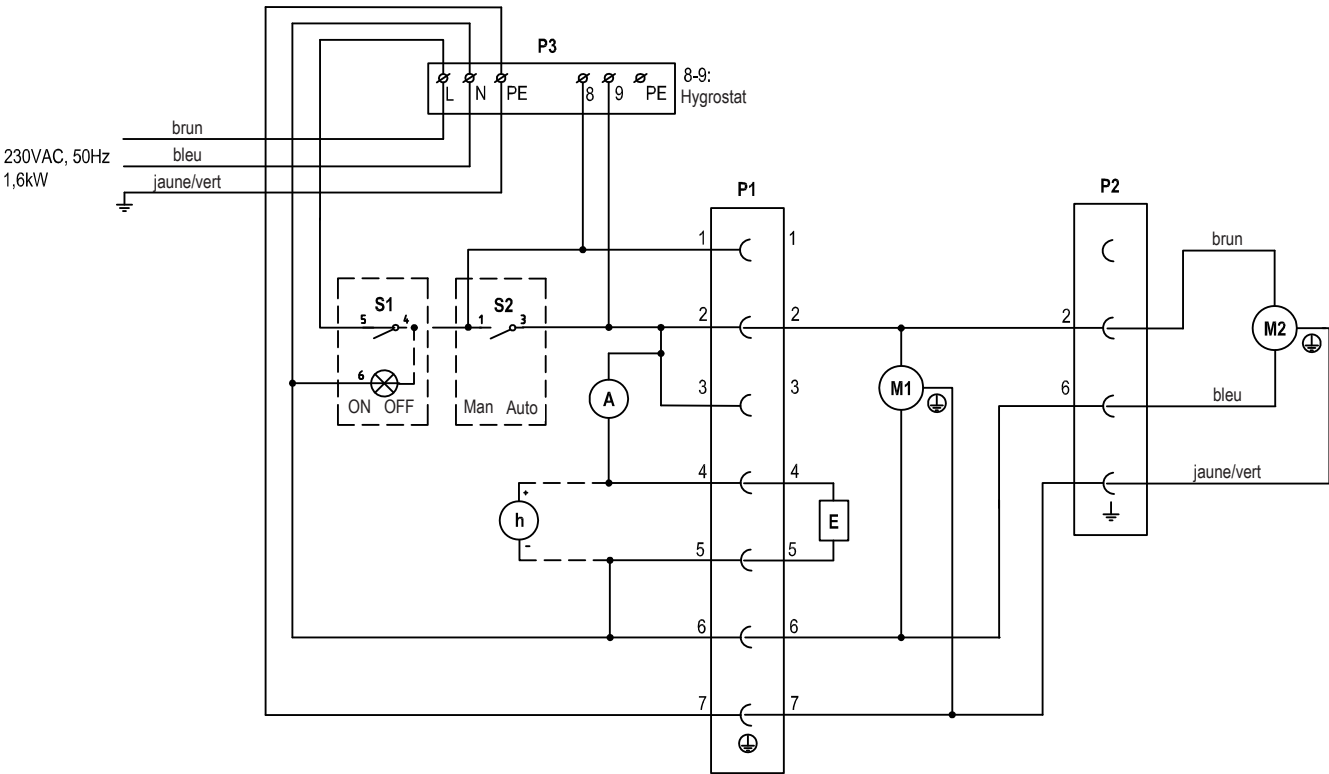 P3
L N PE 8 9 PE
8-9:
Hygrostat
brun
230VAC, 50Hz
bleu
1,6kW
jaune/vert
P1
P2
1 1
brun
S1
S2
5 4
1 3
2 2
2
M2
6
ON OFF
Man Auto
A
3 3
M1
6
bleu
4 4
jaune/vert
+
h
-
E
5 5
6 6
7 7